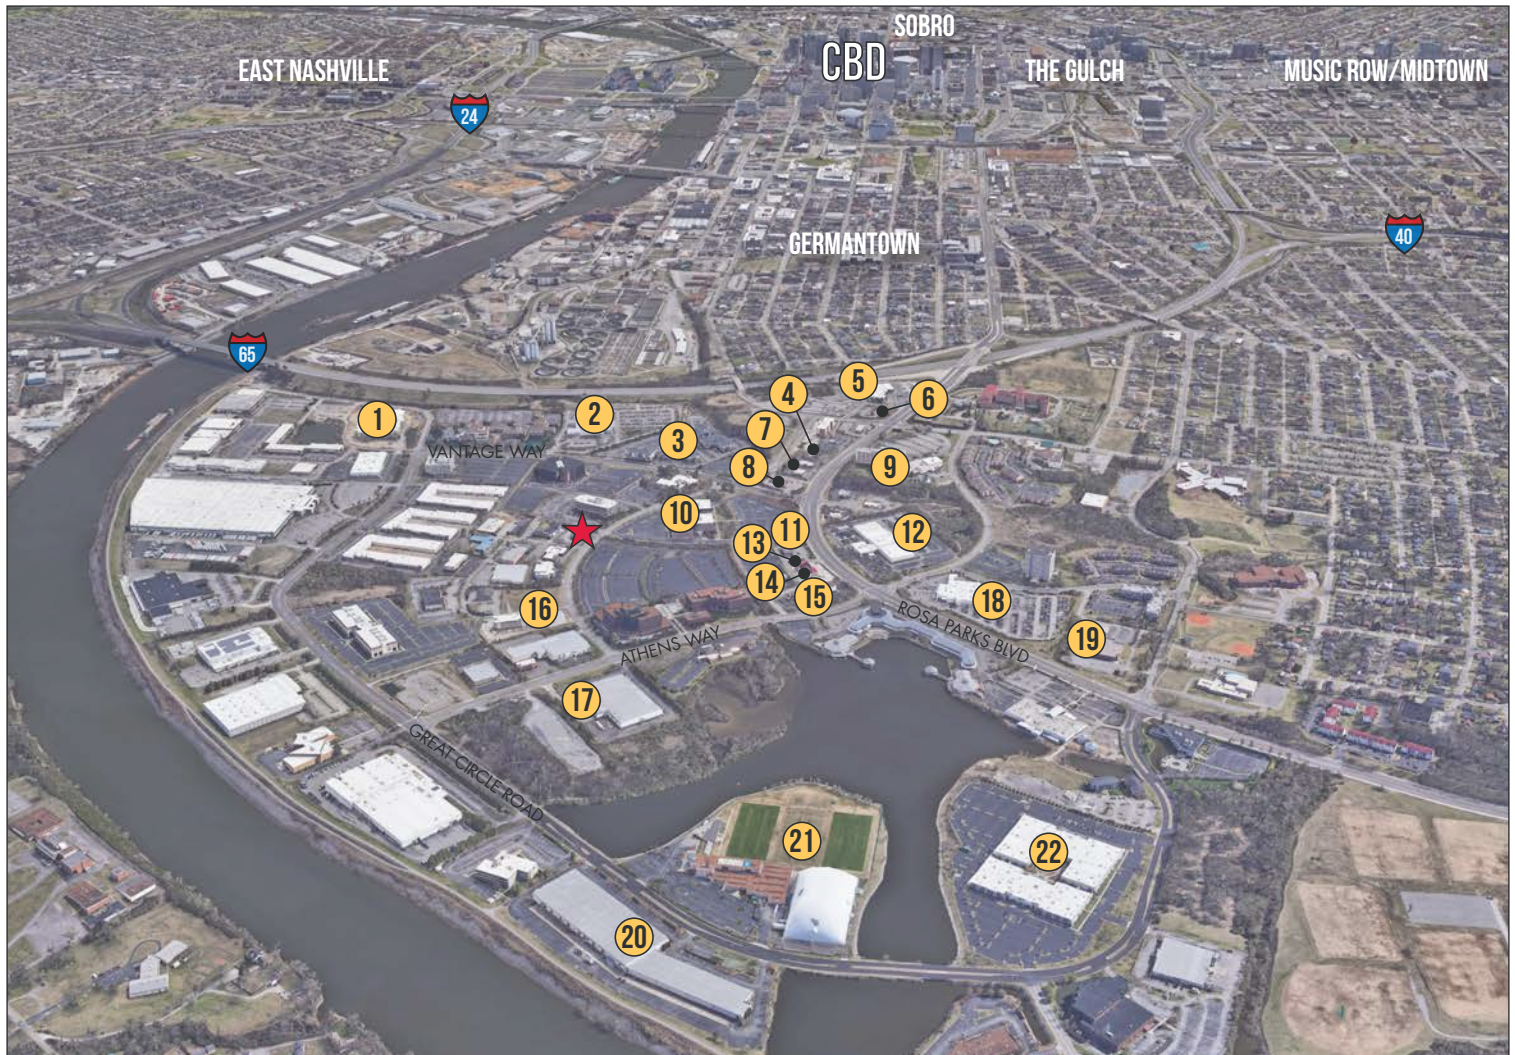 SOBRO
CBD
EAST NASHVILLE
THE GULCH
MUSIC ROW/MIDTOWN
24
40
GERMANTOWN
65
5
4
6
1
2
7
3
VANTAGE WAY
8
9
10
11
12
13
14
15
16
18
ROSA PARKS BLVD
19
ATHENS WAY
17
GREAT CIRCLE ROAD
21
22
20